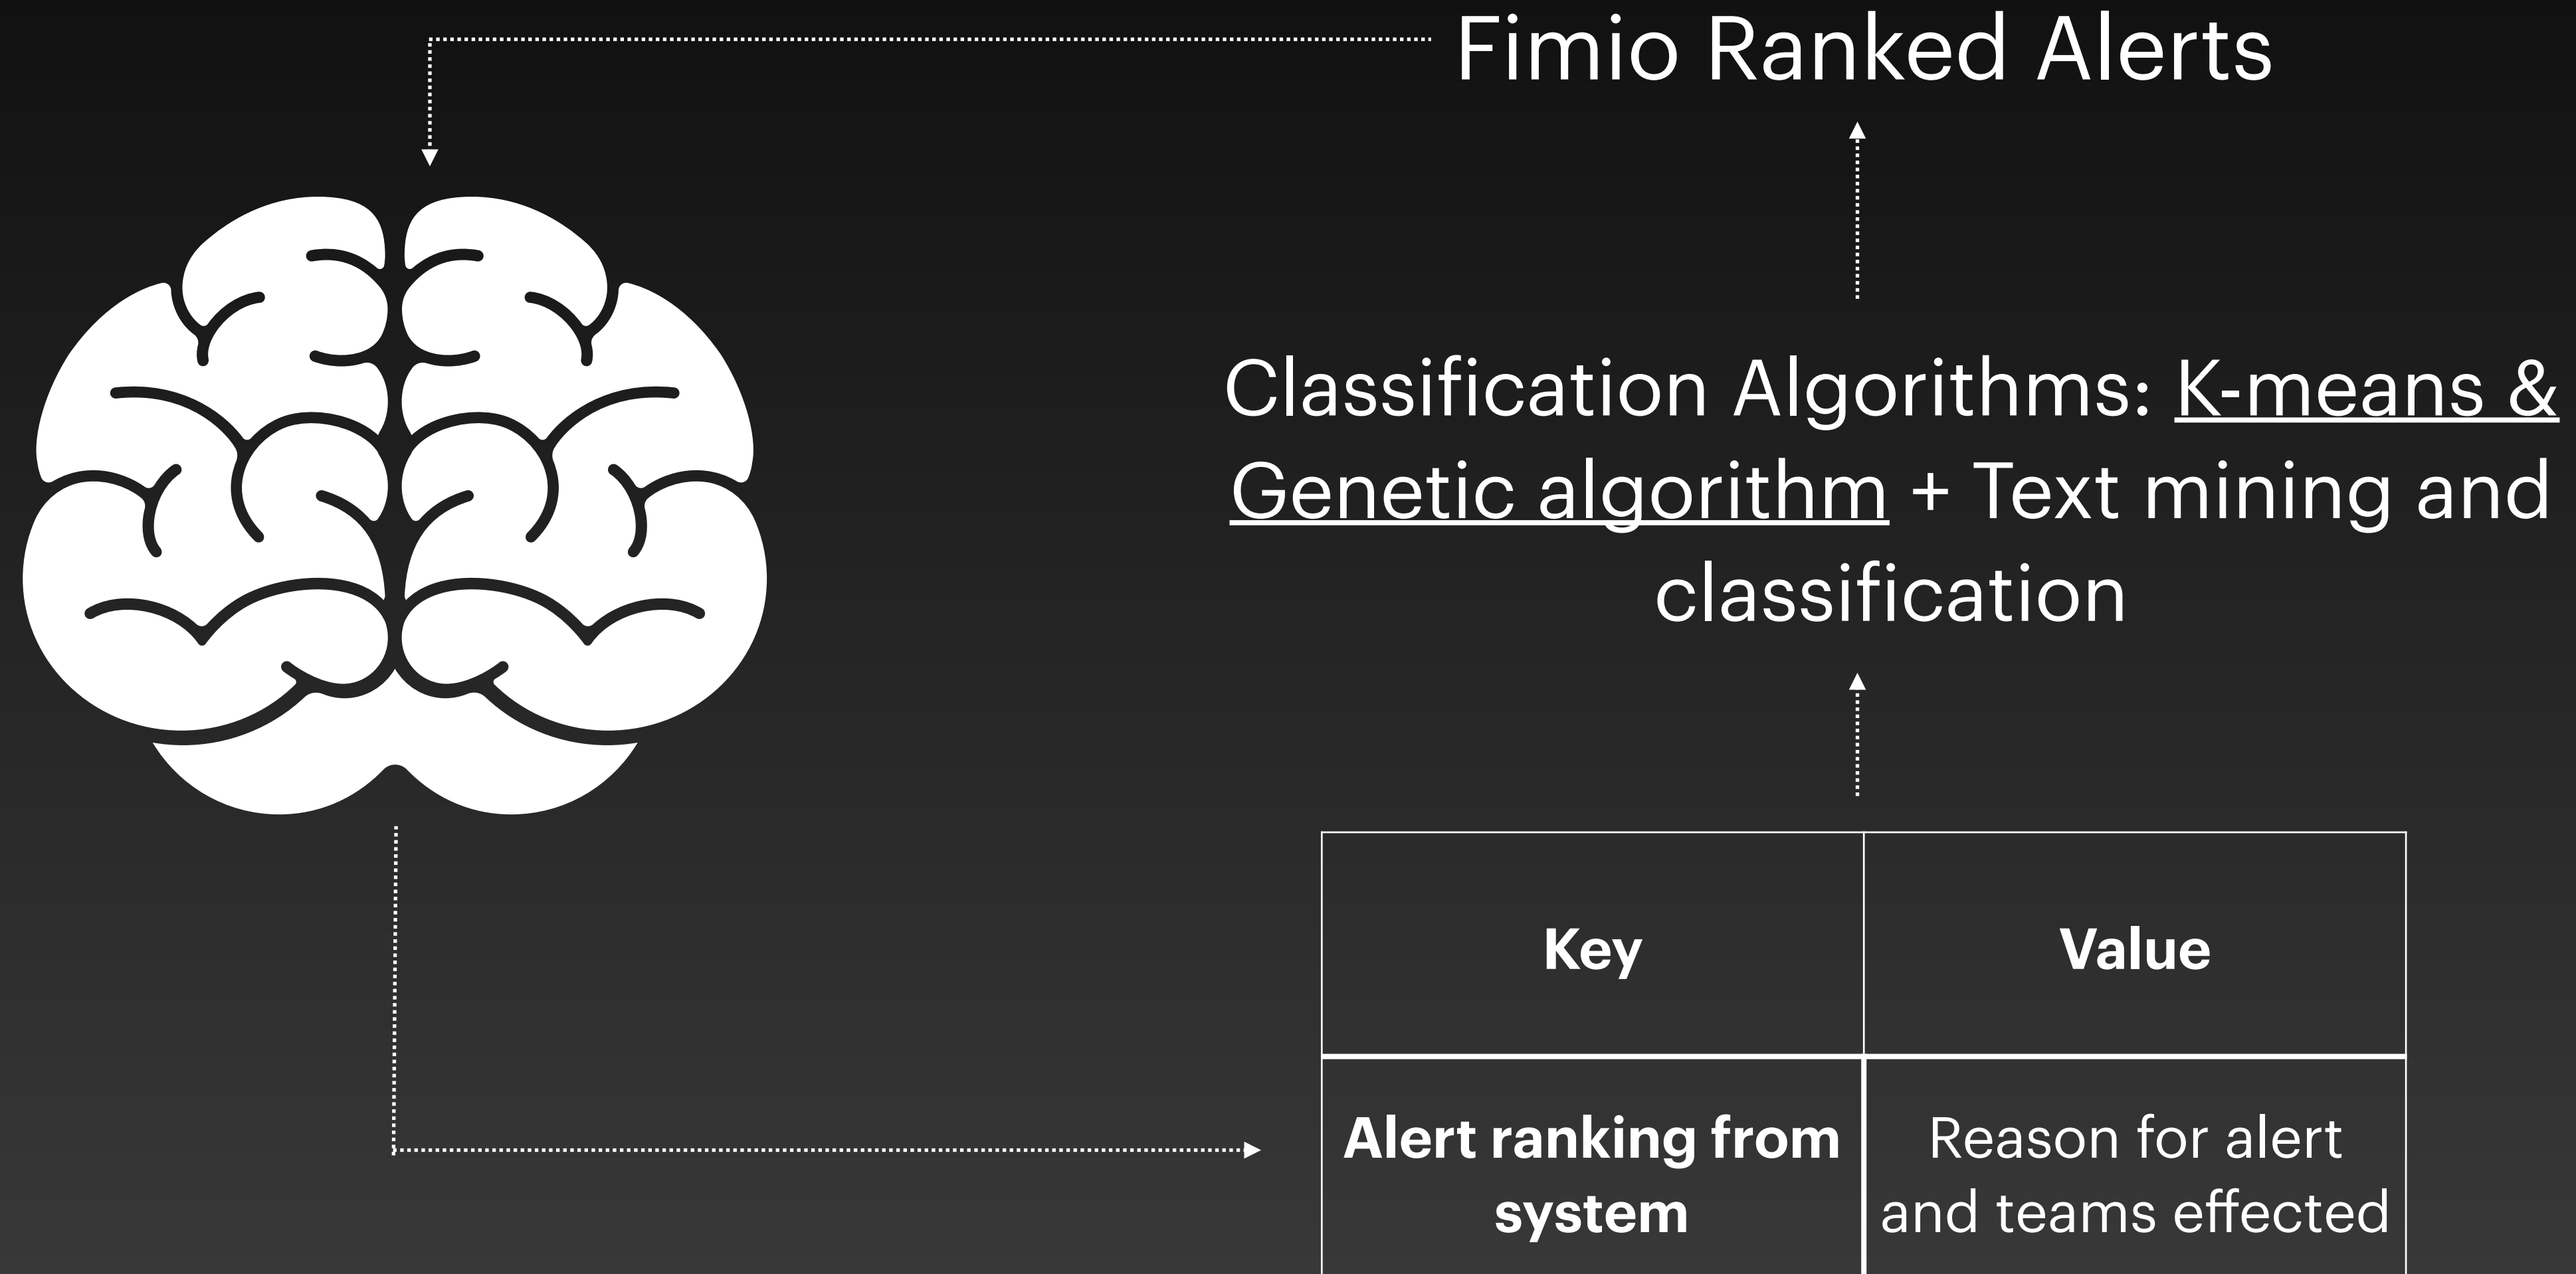 Fimio Ranked Alerts
Classification Algorithms: K-means &
Genetic algorithm + Text mining and
classification
Key
Value
Alert ranking from
system
Reason for alert
and teams effected